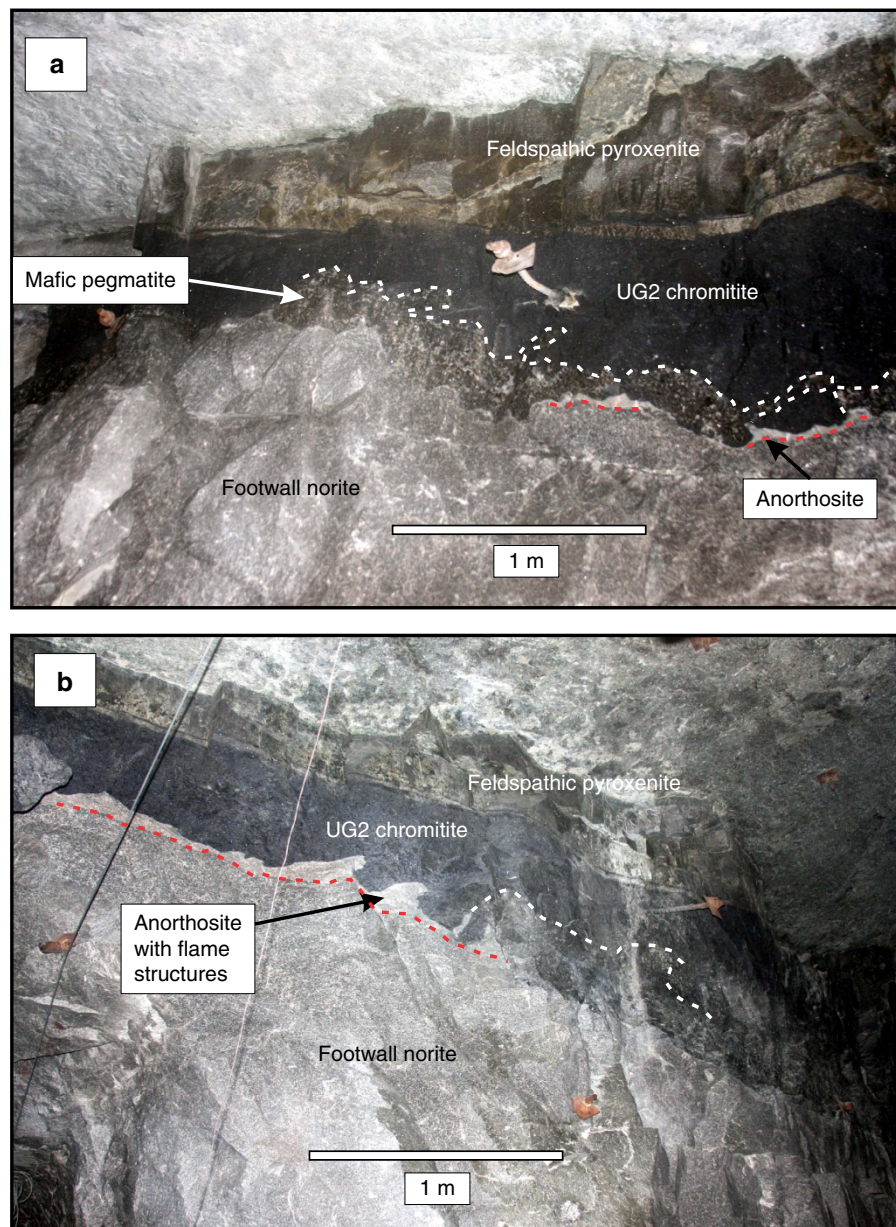 a
Feldspathic pyroxenite
Mafic pegmatite
UG2 chromitite
Footwall norite
Anorthosite
1 m
b
Feldspathic pyroxenite
UG2 chromitite
Anorthosite
with flame
structures
Footwall norite
1 m